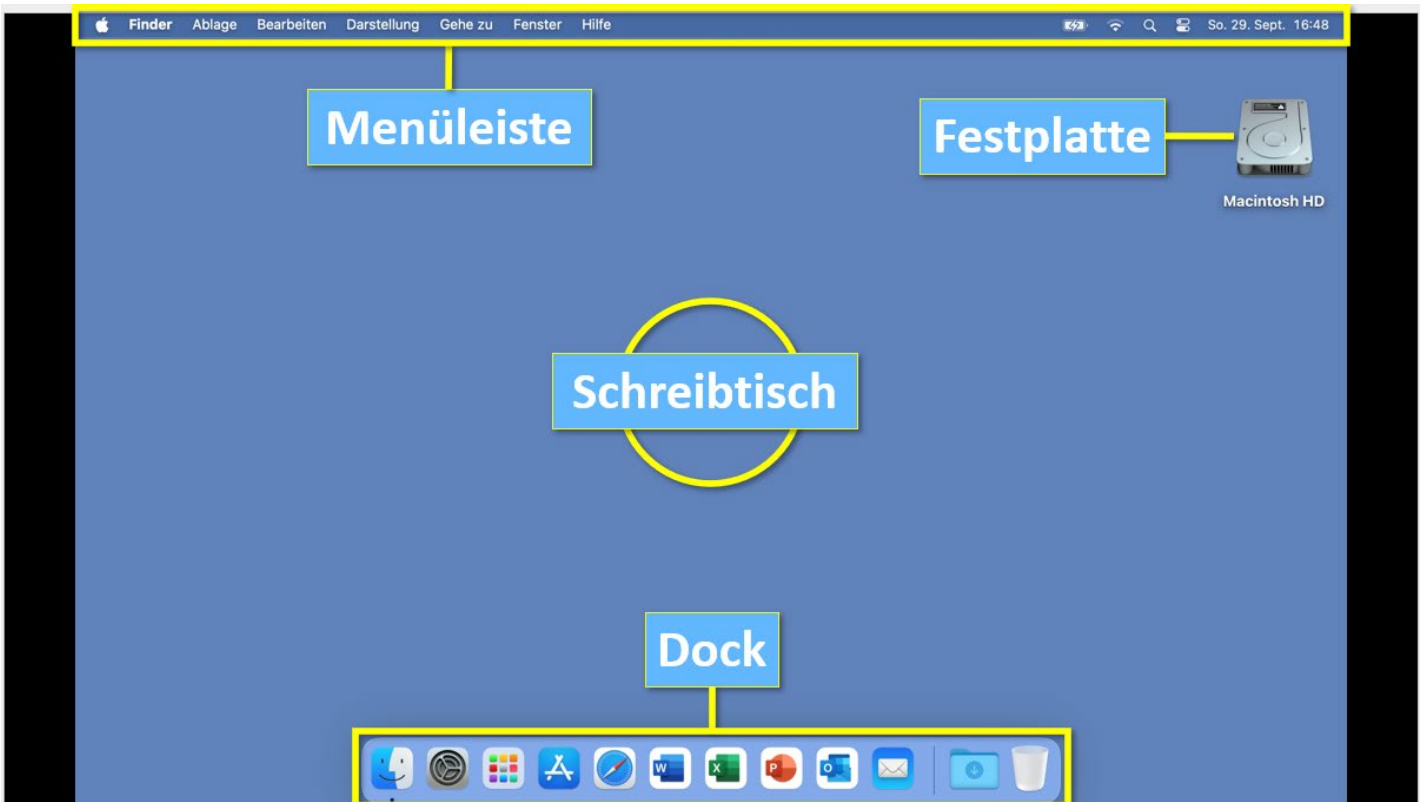 Finder Ablage Bearbeiten Darstellung Gehe zu Fenster Hilfe So. 29. Sept. 16:48
Menüleiste
Festplatte
Macintosh HD
Schreibtisch
Dock
W X P O